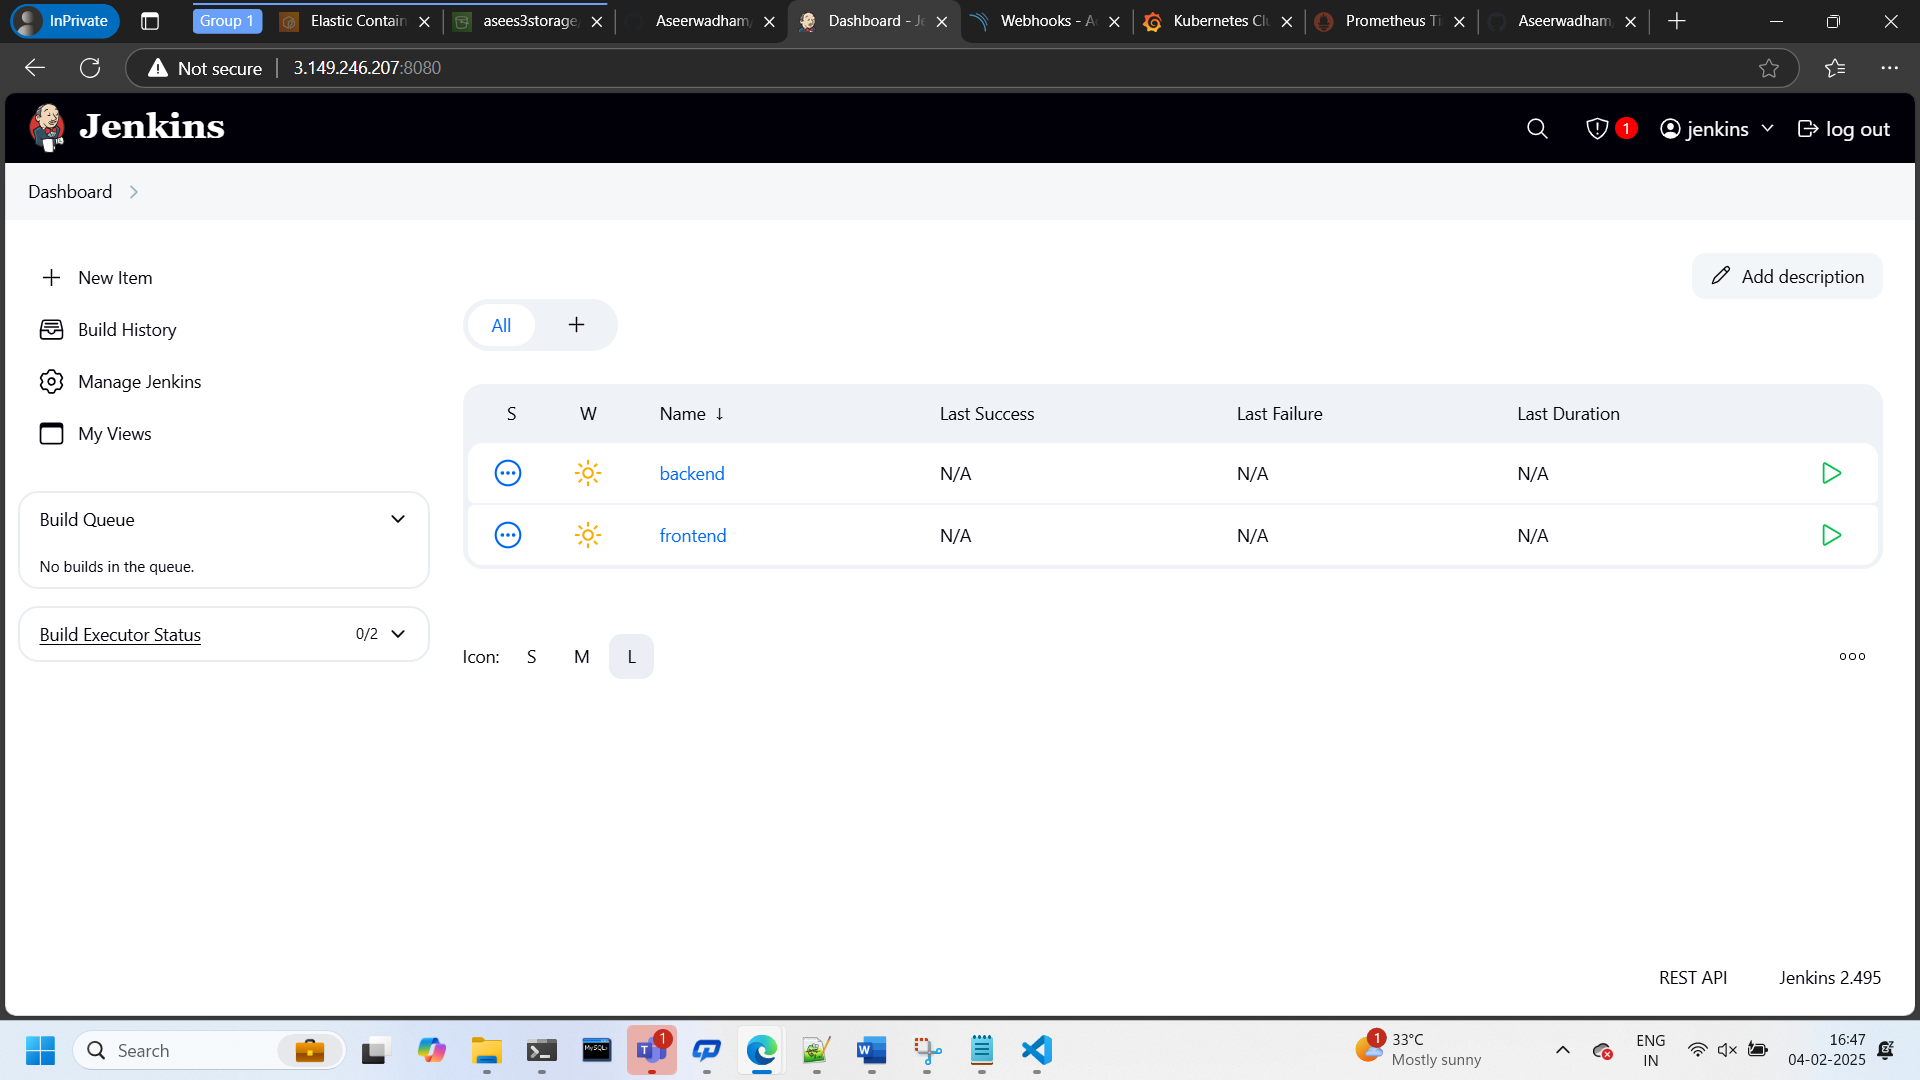 InPrivate
Group 1
Elastic Contain
asees3storage
Aseerwadham/
Dashboard - Je
Webhooks - A
Kubernetes Cl
Prometheus Ti
Aseerwadham
Not secure
3.149.246.207:8080
Jenkins
1
jenkins
log out
Dashboard
New Item
Build History
Manage Jenkins
My Views
Build Queue
No builds in the queue.
Build Executor Status
0/2
Add description
All
S W Name ↓ Last Success Last Failure Last Duration
backend N/A N/A N/A
frontend N/A N/A N/A
Icon: S M L
REST API
Jenkins 2.495
Search
MySQL
1
1
33°C
Mostly sunny
ENG
IN
16:47
04-02-2025